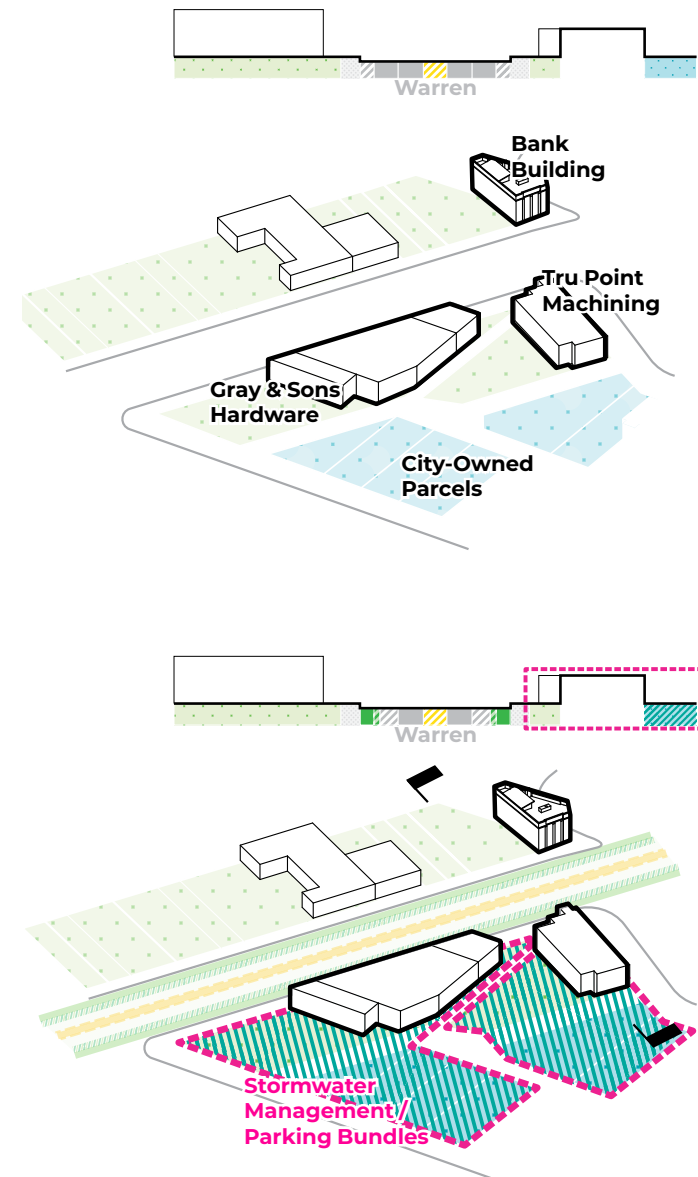 Warren
Bank
Building
Tru Point
Machining
Gray & Sons
Hardware
City-Owned
Parcels
Warren
Stormwater
Management /
Parking Bundles